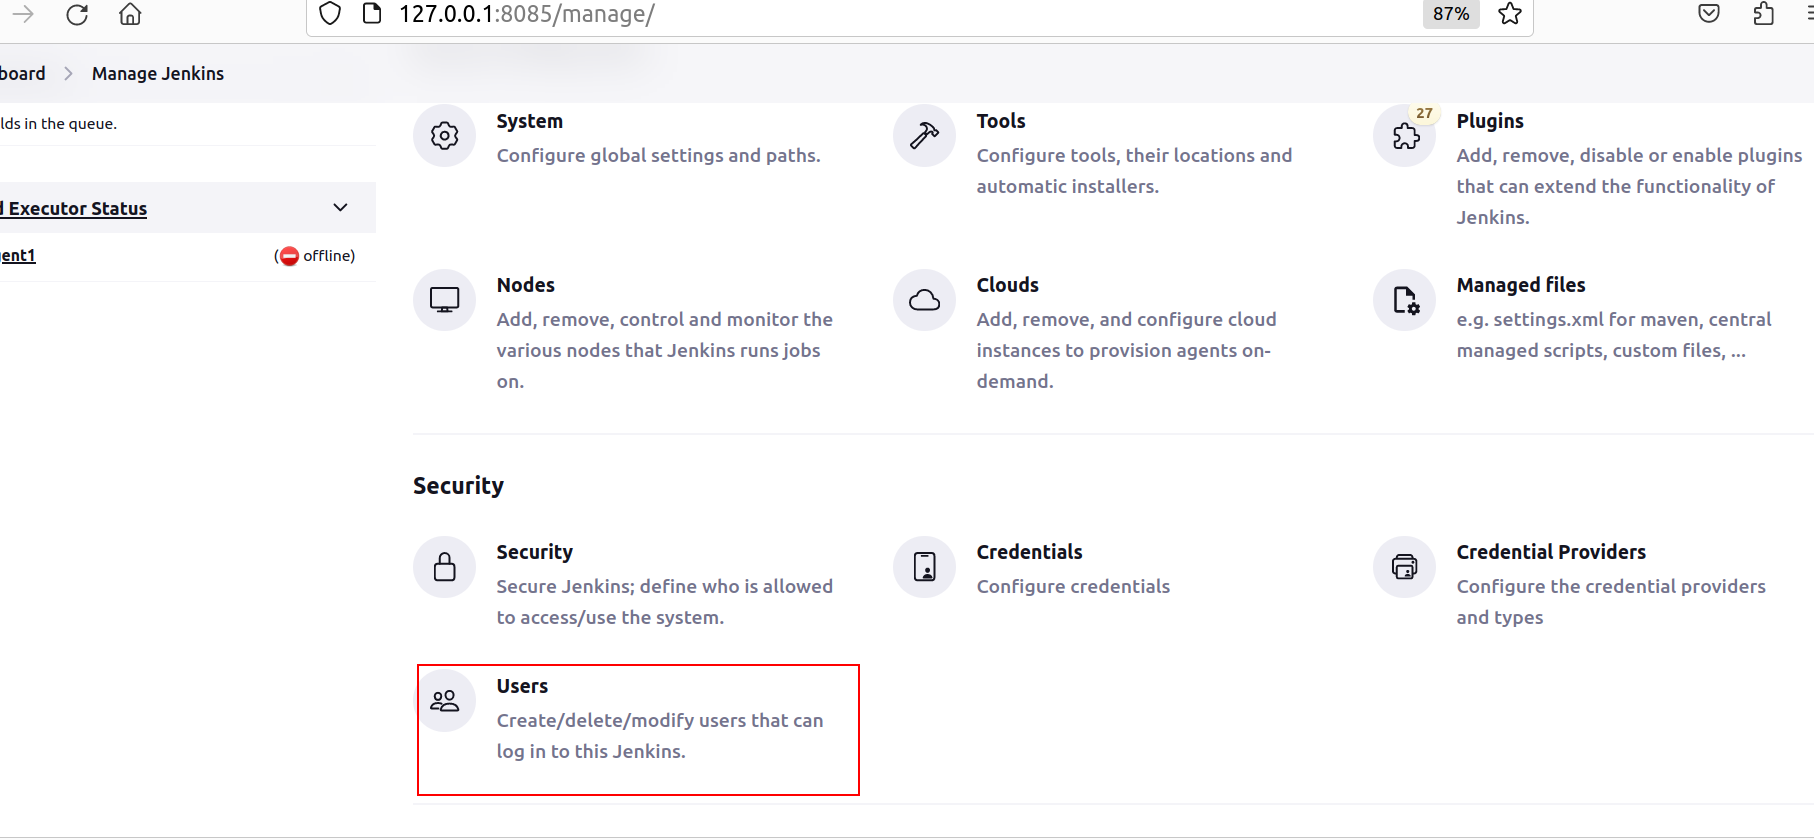 127.0.0.1:8085/manage/
87%
board > Manage Jenkins
lds in the queue.
d Executor Status
gent1 (offline)
System
Configure global settings and paths.
Tools
Configure tools, their locations and
automatic installers.
27
Plugins
Add, remove, disable or enable plugins
that can extend the functionality of
Jenkins.
Nodes
Add, remove, control and monitor the
various nodes that Jenkins runs jobs
on.
Clouds
Add, remove, and configure cloud
instances to provision agents on-
demand.
Managed files
e.g. settings.xml for maven, central
managed scripts, custom files, ...
Security
Security
Secure Jenkins; define who is allowed
to access/use the system.
Credentials
Configure credentials
Credential Providers
Configure the credential providers
and types
Users
Create/delete/modify users that can
log in to this Jenkins.